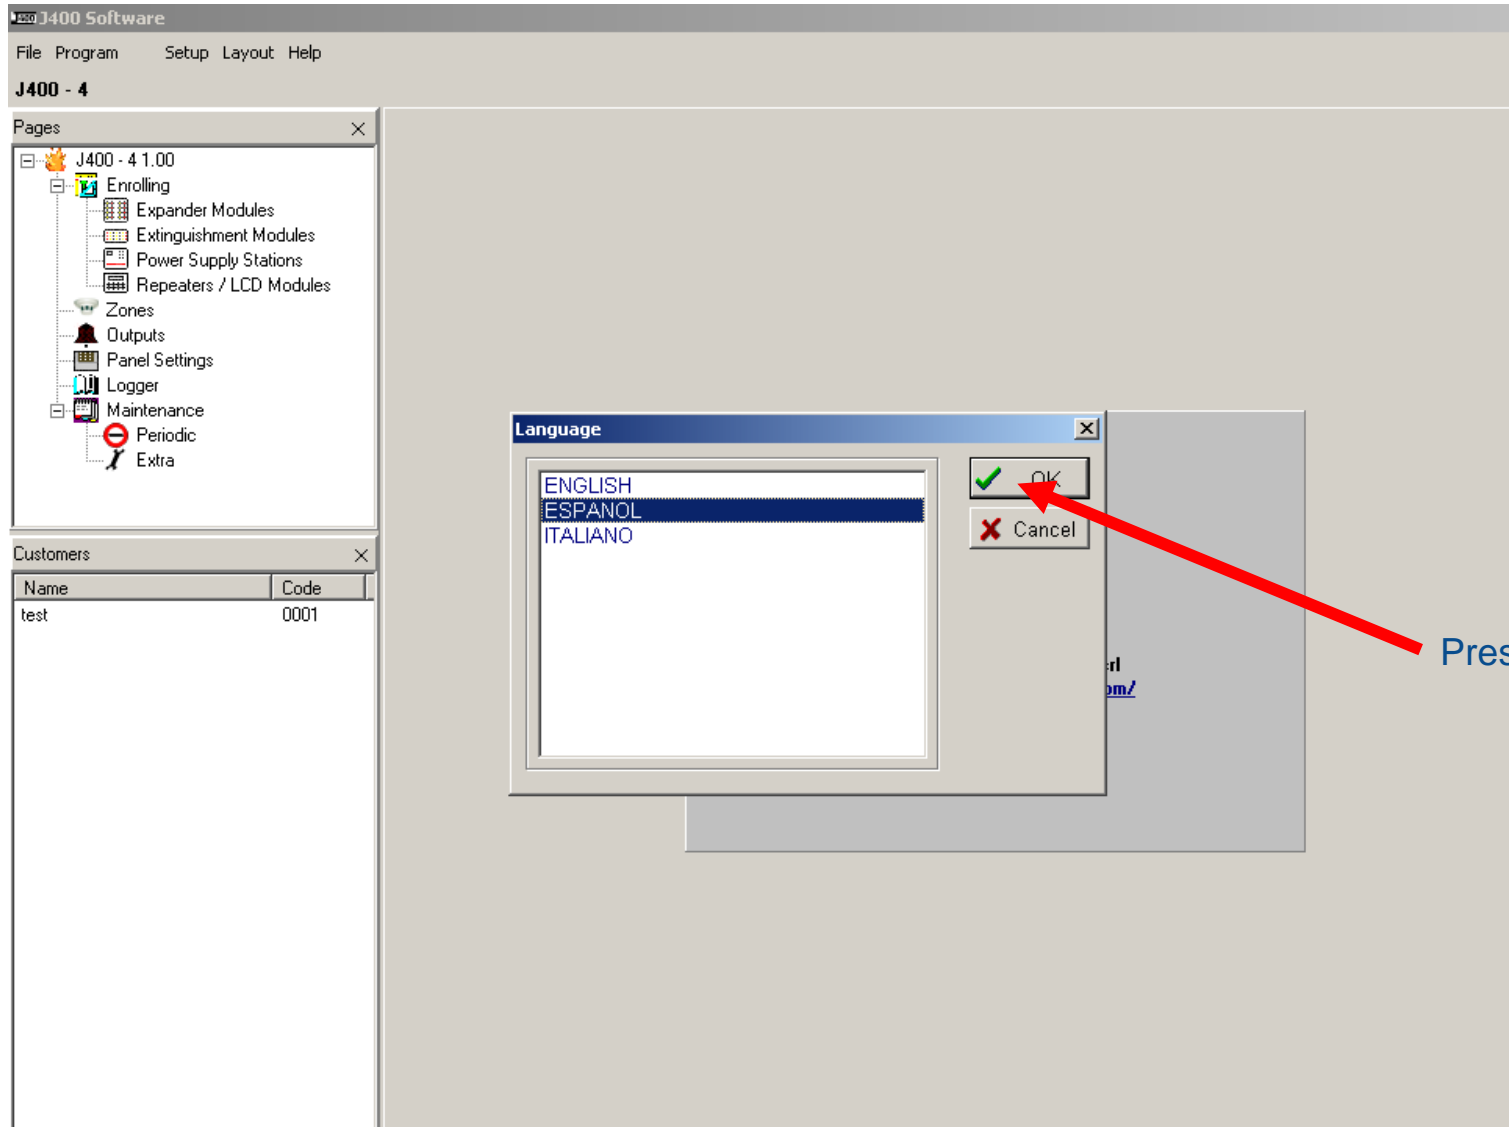 J400 Software
File Program Setup Layout Help
J400 - 4
Pages
J400 - 4 1.00
Enrolling
Expander Modules
Extinguishment Modules
Power Supply Stations
Repeaters / LCD Modules
Zones
Outputs
Panel Settings
Logger
Maintenance
Periodic
Extra
Customers
Name Code
test 0001
Language
ENGLISH
ESPANOL
ITALIANO
OK
Cancel